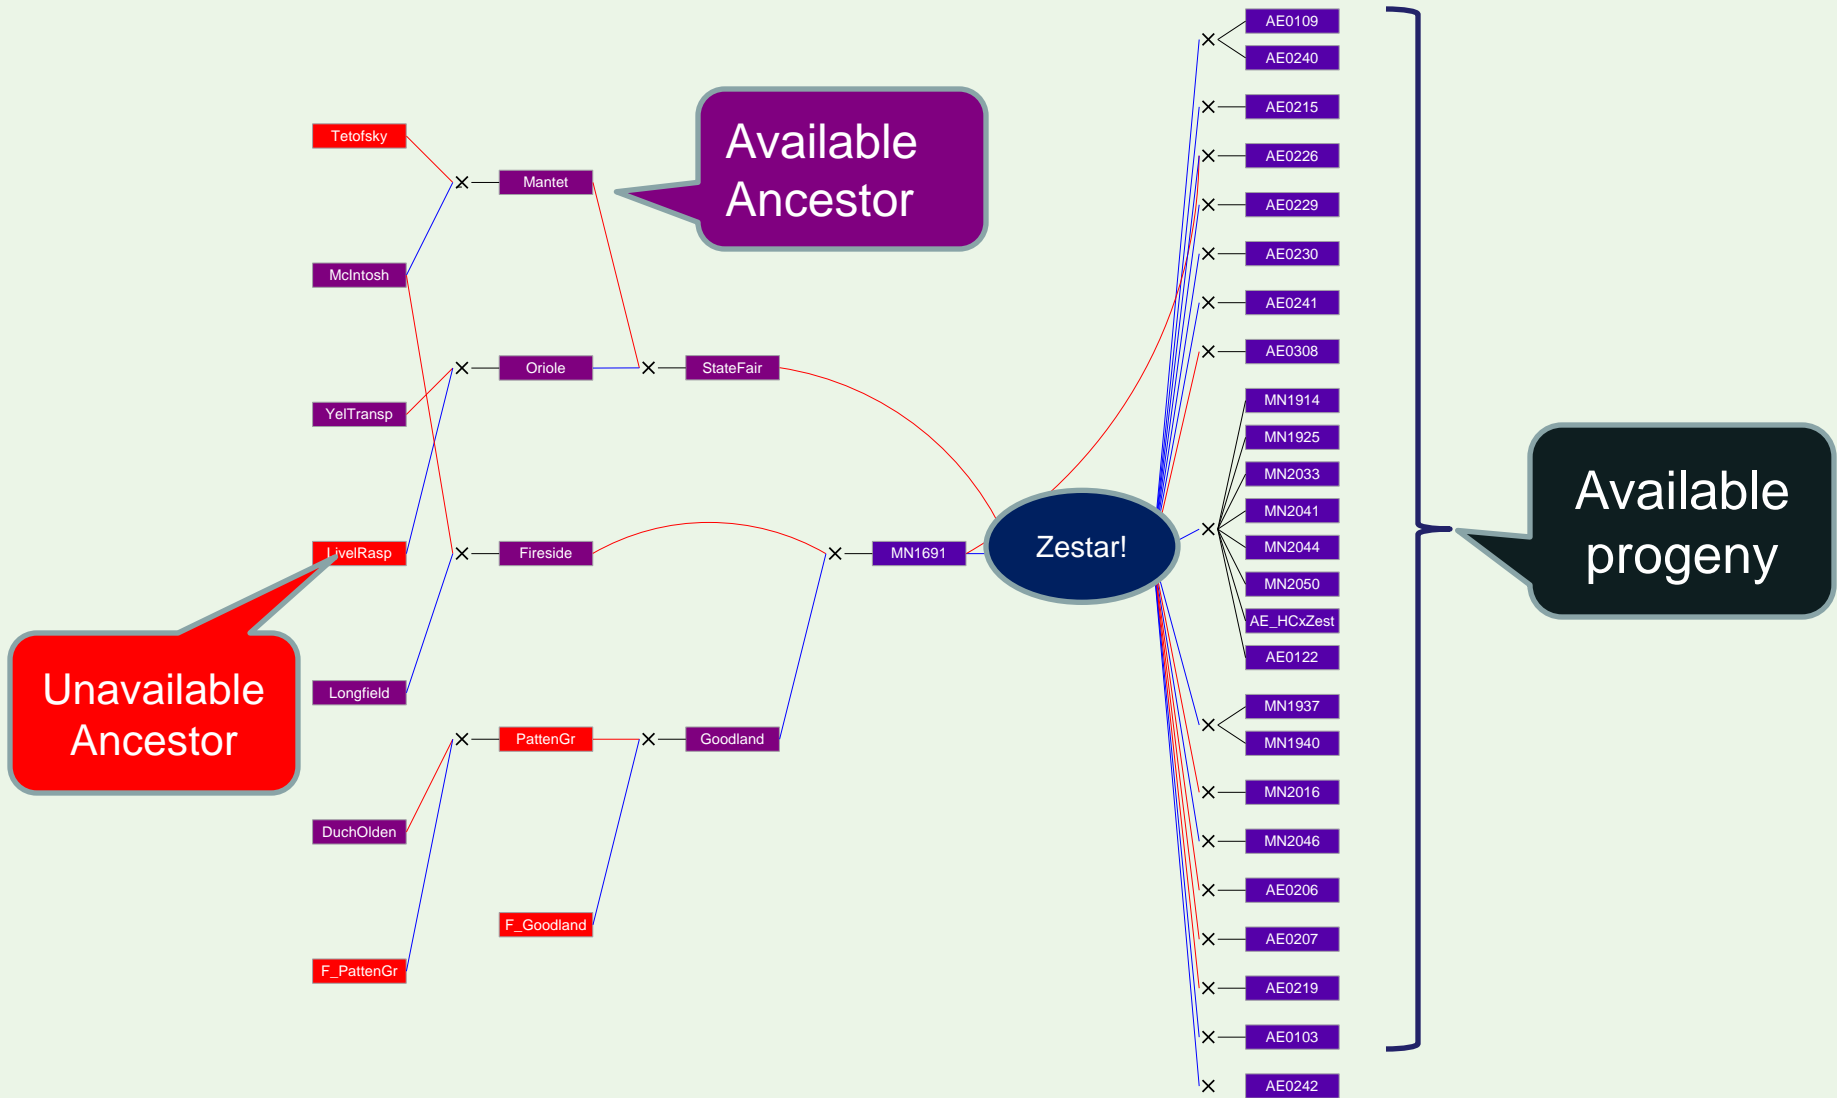 Tetofsky
McIntosh
YelTransp
LivelRasp
Longfield
DuchOlden
F_PattenGr
Mantet
Oriole
Fireside
PattenGr
F_Goodland
StateFair
Goodland
MN1691
Zestar!
Available
Ancestor
Unavailable
Ancestor
AE0109
AE0240
AE0215
AE0226
AE0229
AE0230
AE0241
AE0308
MN1914
MN1925
MN2033
MN2041
MN2044
MN2050
AE_HCxZest
AE0122
MN1937
MN1940
MN2016
MN2046
AE0206
AE0207
AE0219
AE0103
AE0242
Available
progeny